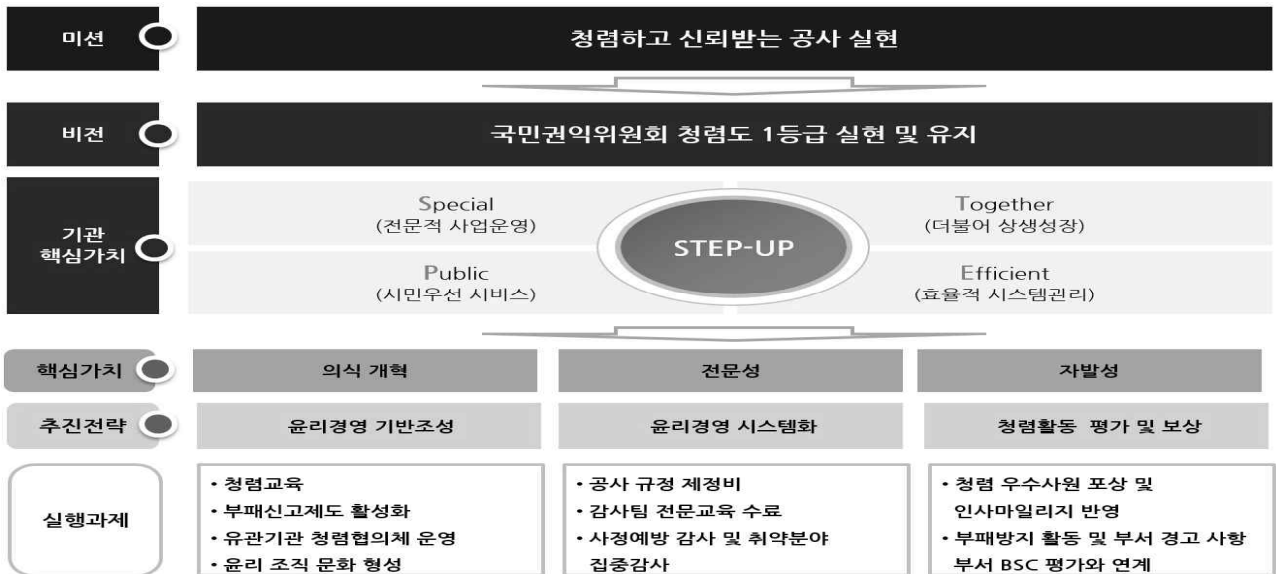 미션
청렴하고 신뢰받는 공사 실현
비전
국민권익위원회 청렴도 1등급 실현 및 유지
기관
핵심가치
Special
(전문적 사업운영)
Together
(더불어 상생성장)
STEP-UP
Public
(시민우선 시비스)
Efficient
(효율적 시스템관리)
핵심가치
의식 개혁
전문성
자발성
추진전략
윤리경영 기반조성
윤리경영 시스템화
청렴활동 평가 및 보상
실행과제
• 청렴교육
• 부패신고제도 활성화
• 유관기관 청렴협의체 운영
• 윤리 조직 문화 형성
• 공사 규정 제정비
• 감사팀 전문교육 수료
• 사정예방 감사 및 취약분야
집중감사
• 청렴 우수사원 포상 및
인사마일리지 반영
• 부패방지 활동 및 부서 경고 사항
부서 BSC 평가와 연계